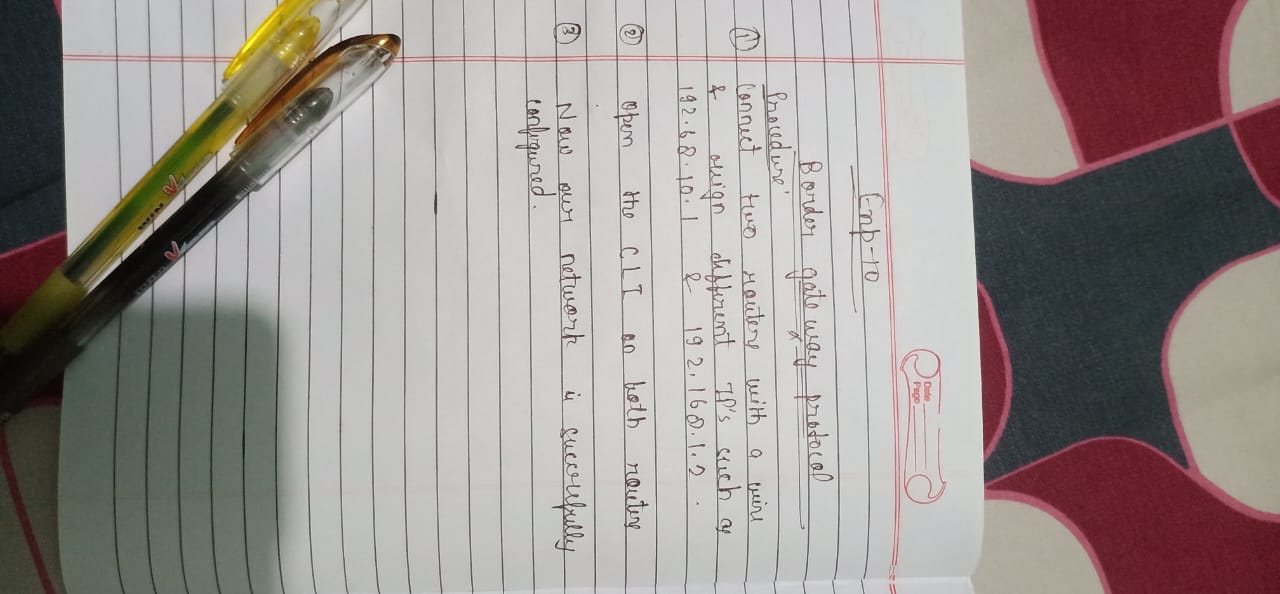 Date
Page
Exp-10
Border gateway protocol
Procedure:
① Connect two routers with a wire
& assign different IP's such as
192.68.10.1 & 192.168.1.2.
② open the CLI on both routers
③ Now our network is successfully
configured.